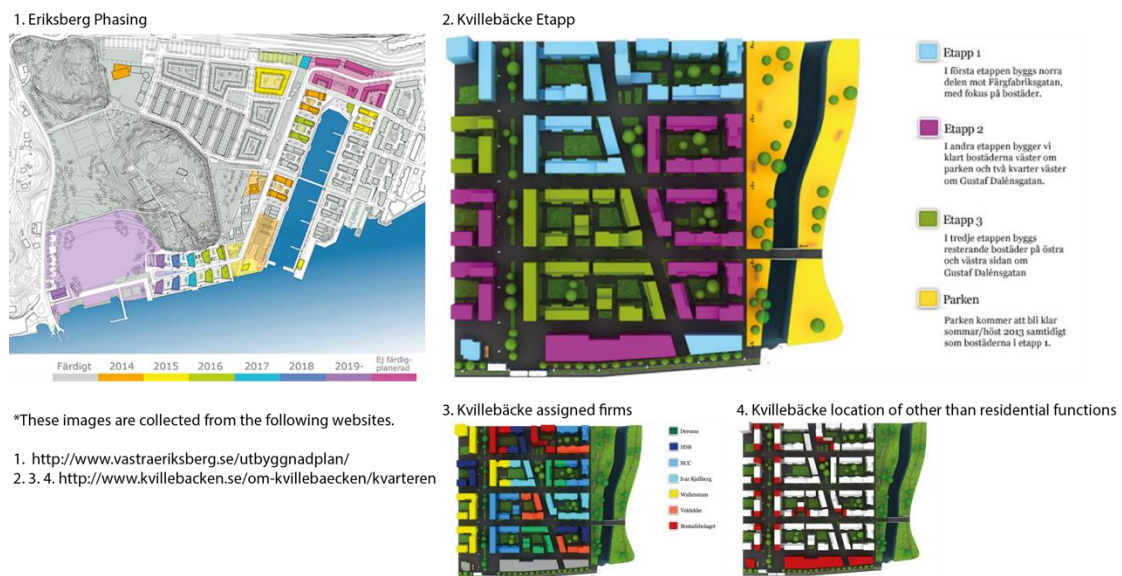 1. Eriksberg Phasing
Färdigt 2014 2015 2016 2017 2018 2019- Ej färdig-
planerad
2. Kvillebäcke Etapp
Etapp 1
I första etappen byggs norra
delen mot Färgfabriksgatan,
med fokus på bostäder.
Etapp 2
I andra etappen bygger vi
klart bostäderna väster om
parken och två kvarter väster
om Gustaf Dalénsgatan.
Etapp 3
I tredje etappen byggs
resterande bostäder på östra
och västra sidan om
Gustaf Dalénsgatan
Parken
Parken kommer att bli klar
sommar/höst 2013 samtidigt
som bostäderna i etapp 1.
*These images are collected from the following websites.
1. http://www.vastraeriksberg.se/utbyggnadplan/
2. 3. 4. http://www.kvillebacken.se/om-kvillebaecken/kvarteren
3. Kvillebäcke assigned firms
Derome
HSB
NCC
Ivar Kjellberg
Wallenstam
Veidekke
Bostadsbolaget
4. Kvillebäcke location of other than residential functions